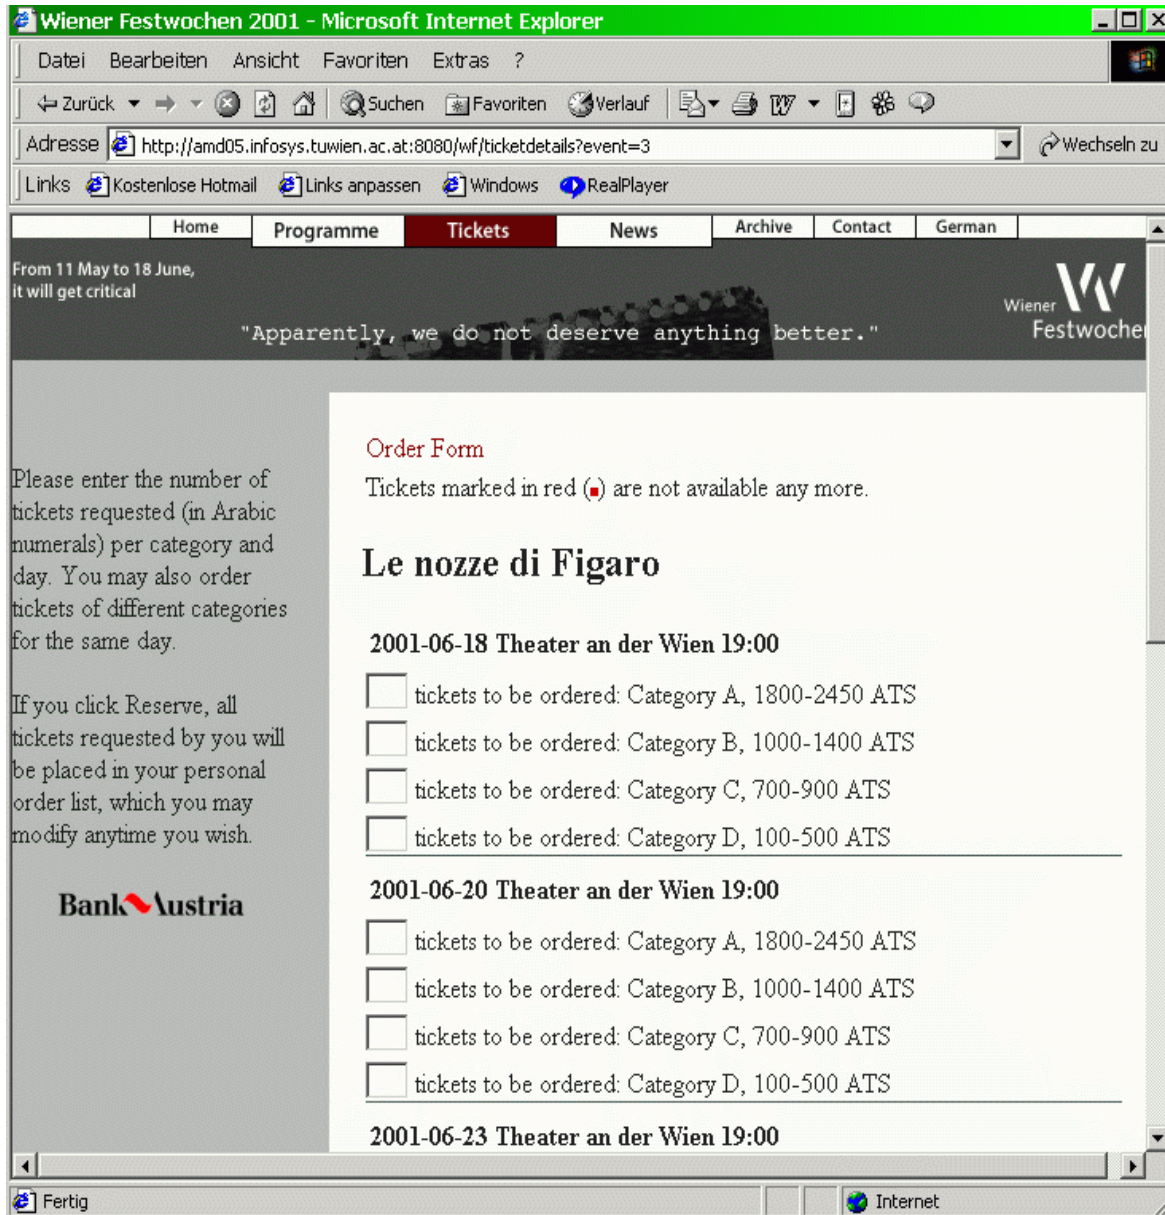 Wiener Festwochen 2001 - Microsoft Internet Explorer
Datei Bearbeiten Ansicht Favoriten Extras ?
Zurück Suchen Favoriten Verlauf
Adresse http://amd05.infosys.tuwien.ac.at:8080/wf/ticketdetails?event=3 Wechseln zu
Links Kostenlose Hotmail Links anpassen Windows RealPlayer
Home Programme Tickets News Archive Contact German
From 11 May to 18 June,
it will get critical
"Apparently, we do not deserve anything better."
Wiener
Festwochen
Please enter the number of
tickets requested (in Arabic
numerals) per category and
day. You may also order
tickets of different categories
for the same day.
If you click Reserve, all
tickets requested by you will
be placed in your personal
order list, which you may
modify anytime you wish.
Bank Austria
Order Form
Tickets marked in red (■) are not available any more.
Le nozze di Figaro
2001-06-18 Theater an der Wien 19:00
tickets to be ordered: Category A, 1800-2450 ATS
tickets to be ordered: Category B, 1000-1400 ATS
tickets to be ordered: Category C, 700-900 ATS
tickets to be ordered: Category D, 100-500 ATS
2001-06-20 Theater an der Wien 19:00
tickets to be ordered: Category A, 1800-2450 ATS
tickets to be ordered: Category B, 1000-1400 ATS
tickets to be ordered: Category C, 700-900 ATS
tickets to be ordered: Category D, 100-500 ATS
2001-06-23 Theater an der Wien 19:00
Fertig Internet